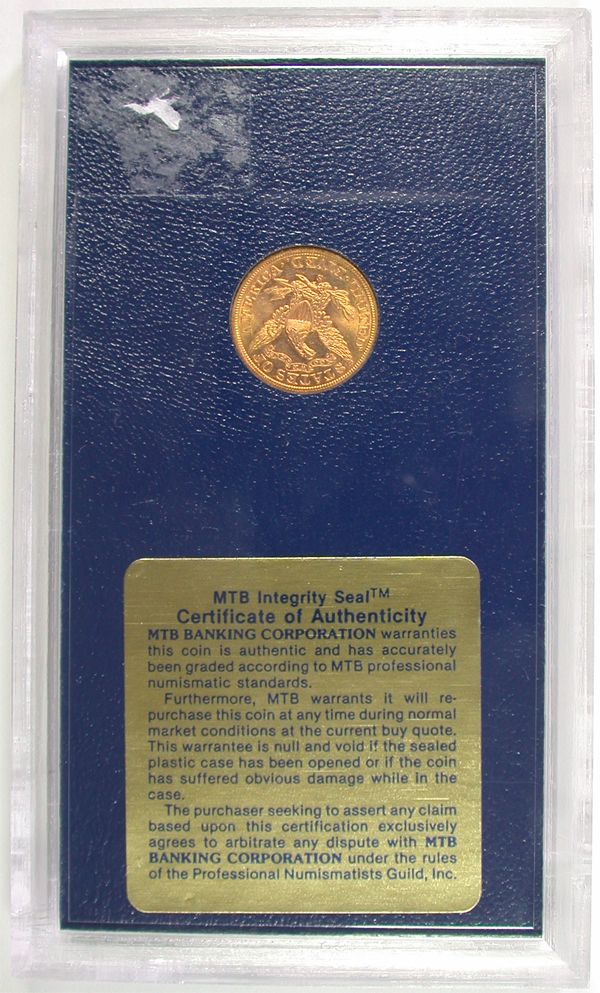 UNITED STATES OF AMERICA
MTB Integrity Seal™
Certificate of Authenticity
MTB BANKING CORPORATION warranties
this coin is authentic and has accurately
been graded according to MTB professional
numismatic standards.
Furthermore, MTB warrants it will re-
purchase this coin at any time during normal
market conditions at the current buy quote.
This warrantee is null and void if the sealed
plastic case has been opened or if the coin
has suffered obvious damage while in the
case.
The purchaser seeking to assert any claim
based upon this certification exclusively
agrees to arbitrate any dispute with MTB
BANKING CORPORATION under the rules
of the Professional Numismatists Guild, Inc.